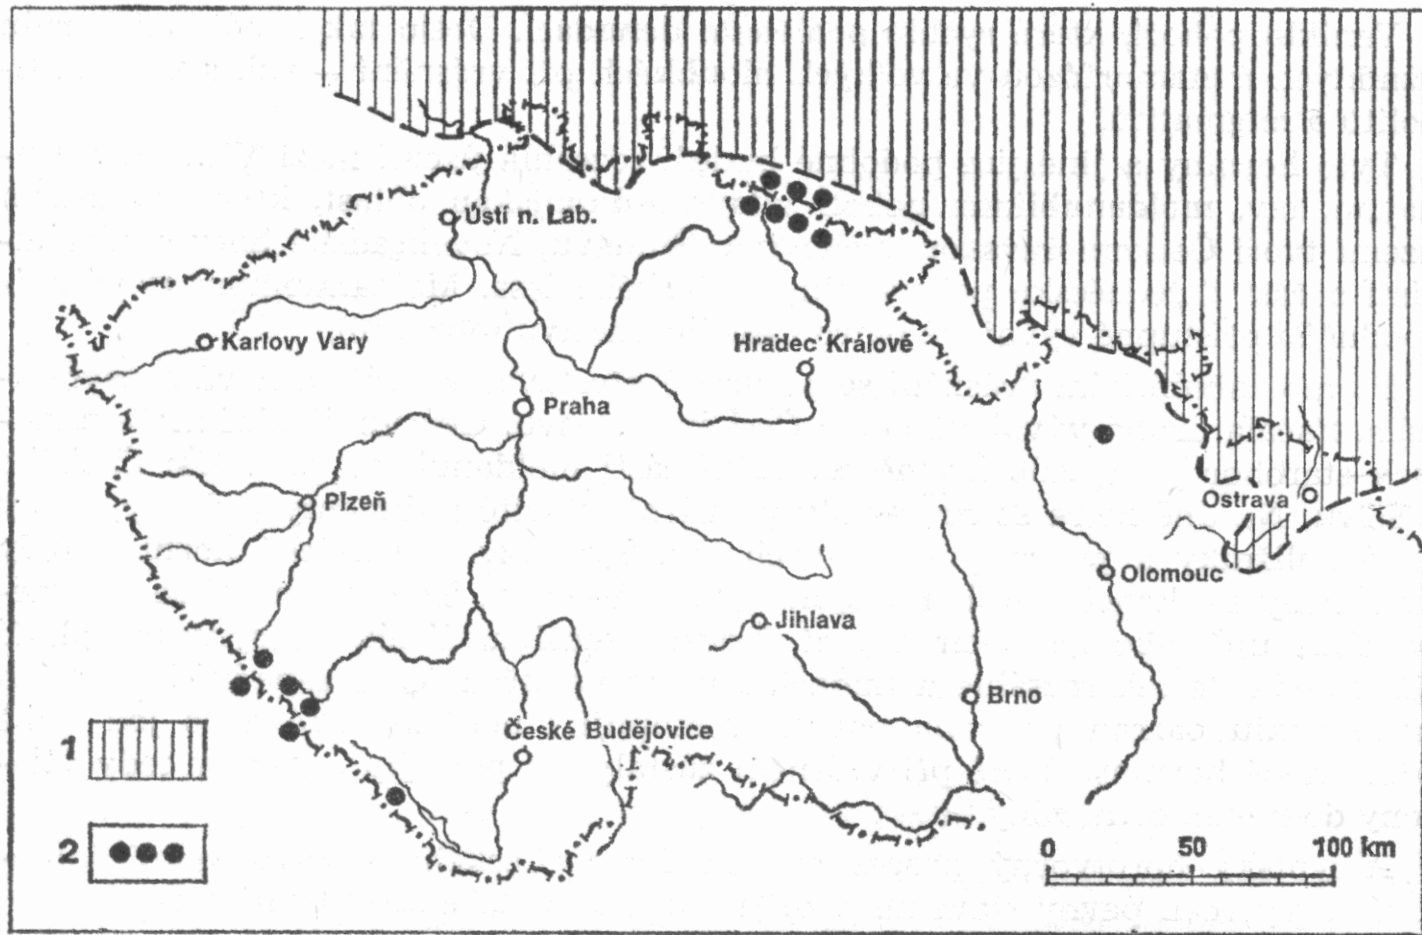 Ústí n. Lab.
Karlovy Vary
Hradec Králové
Praha
Plzeň
Ostrava
Olomouc
Jihlava
Brno
České Budějovice
1
2
0 50 100 km